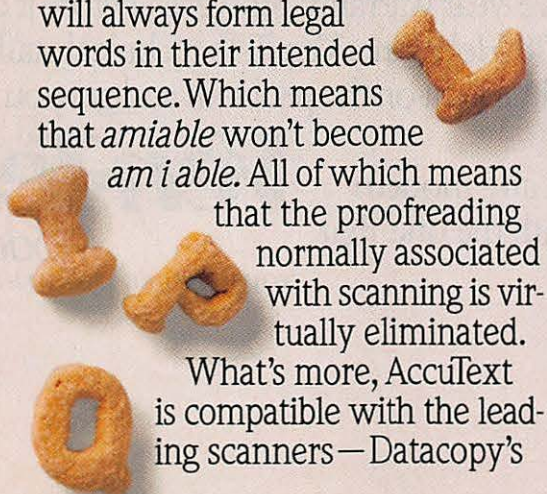 will always form legal
words in their intended
sequence. Which means
that amiable won't become
am i able. All of which means
that the proofreading
normally associated
with scanning is vir-
tually eliminated.
What's more, AccuText
is compatible with the lead-
ing scanners—Datacopy's
L
I
P
Q